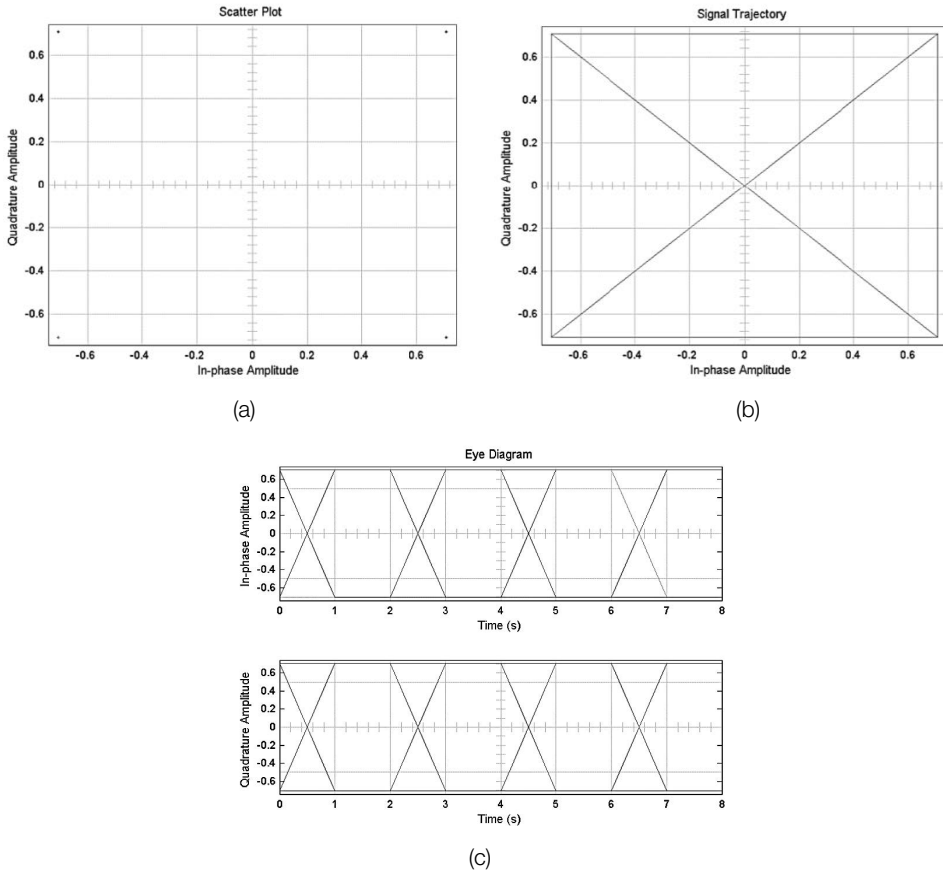 Scatter Plot
Quadrature Amplitude
0.6
0.4
0.2
0
-0.2
-0.4
-0.6
-0.6 -0.4 -0.2 0 0.2 0.4 0.6
In-phase Amplitude
(a)
Signal Trajectory
Quadrature Amplitude
0.6
0.4
0.2
0
-0.2
-0.4
-0.6
-0.6 -0.4 -0.2 0 0.2 0.4 0.6
In-phase Amplitude
(b)
Eye Diagram
In-phase Amplitude
0.6
0.4
0.2
0
-0.2
-0.4
-0.6
0 1 2 3 4 5 6 7 8
Time (s)
Quadrature Amplitude
0.6
0.4
0.2
0
-0.2
-0.4
-0.6
0 1 2 3 4 5 6 7 8
Time (s)
(c)